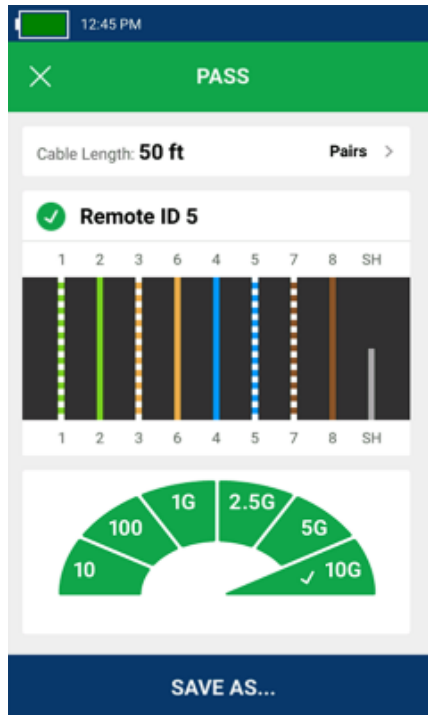 12:45 PM
PASS
Cable Length: 50 ft Pairs >
Remote ID 5
1 2 3 6 4 5 7 8 SH
1 2 3 6 4 5 7 8 SH
10 100 1G 2.5G 5G 10G
SAVE AS...